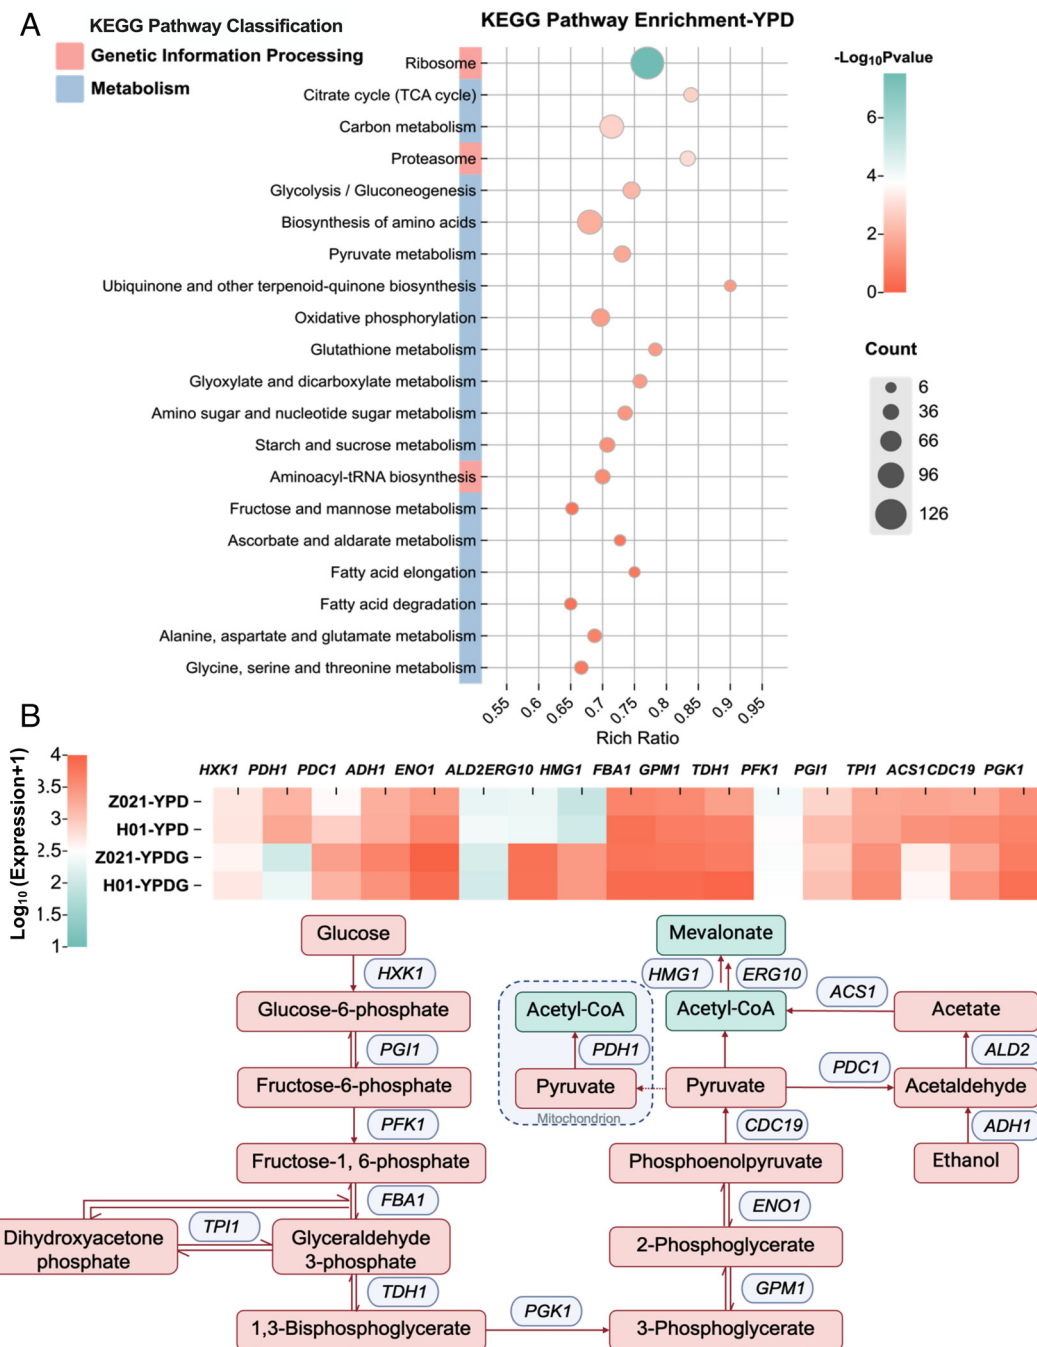 A
KEGG Pathway Classification
Genetic Information Processing
Metabolism
KEGG Pathway Enrichment-YPD
Ribosome
Citrate cycle (TCA cycle)
Carbon metabolism
Proteasome
Glycolysis / Gluconeogenesis
Biosynthesis of amino acids
Pyruvate metabolism
Ubiquinone and other terpenoid-quinone biosynthesis
Oxidative phosphorylation
Glutathione metabolism
Glyoxylate and dicarboxylate metabolism
Amino sugar and nucleotide sugar metabolism
Starch and sucrose metabolism
Aminoacyl-tRNA biosynthesis
Fructose and mannose metabolism
Ascorbate and aldarate metabolism
Fatty acid elongation
Fatty acid degradation
Alanine, aspartate and glutamate metabolism
Glycine, serine and threonine metabolism
0.55 0.6 0.65 0.7 0.75 0.8 0.85 0.9 0.95
Rich Ratio
-Log₁₀Pvalue
6
4
2
0
Count
6
36
66
96
126
B
Log₁₀ (Expression+1)
4
3.5
3
2.5
2
1.5
1
HXK1 PDH1 PDC1 ADH1 ENO1 ALD2 ERG10 HMG1 FBA1 GPM1 TDH1 PFK1 PGI1 TPI1 ACS1 CDC19 PGK1
Z021-YPD
H01-YPD
Z021-YPDG
H01-YPDG
Glucose
HXK1
Glucose-6-phosphate
PGI1
Fructose-6-phosphate
PFK1
Fructose-1, 6-phosphate
FBA1
TPI1
Dihydroxyacetone
phosphate
Glyceraldehyde
3-phosphate
TDH1
1,3-Bisphosphoglycerate
PGK1
3-Phosphoglycerate
GPM1
2-Phosphoglycerate
ENO1
Phosphoenolpyruvate
CDC19
Pyruvate
Pyruvate
Mitochondrion
PDH1
Acetyl-CoA
Acetyl-CoA
HMG1
ERG10
Mevalonate
ACS1
Acetate
ALD2
PDC1
Acetaldehyde
ADH1
Ethanol